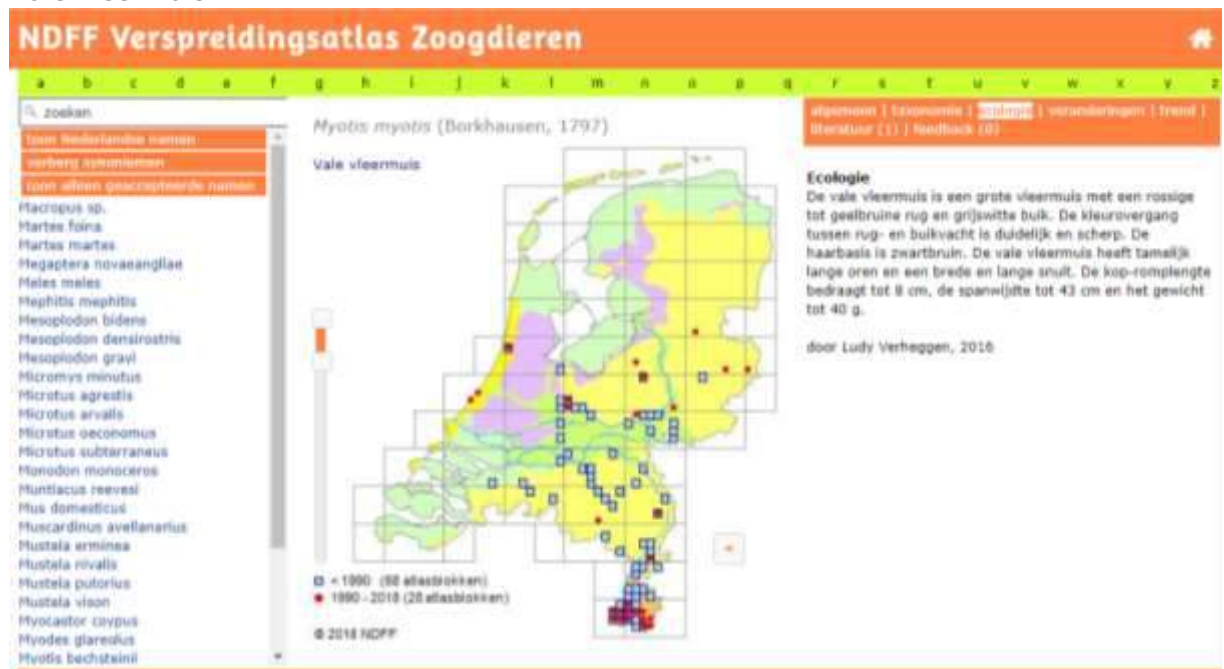 NDFF Verspreidingsatlas Zoogdieren
a b c d e f g h i j k l m n o p q r s t u v w x y z
zoeken
toon Nederlandse namen
verberg synoniemen
toon alleen geaccepteerde namen
Macropus sp.
Martes foina
Martes martes
Megaptera novaeangliae
Meles meles
Mephitis mephitis
Mesoplodon bidens
Mesoplodon densirostris
Mesoplodon grayi
Micromys minutus
Microtus agrestis
Microtus arvalis
Microtus oeconomus
Microtus subterraneus
Monodon monoceros
Muntiacus reevesi
Mus domesticus
Muscardinus avellanarius
Mustela erminea
Mustela nivalis
Mustela putorius
Mustela vison
Myocastor coypus
Myodes glareolus
Myotis bechsteinii
Myotis myotis (Borkhausen, 1797)
Vale vleermuis
< 1990 (68 atlasblokken)
1990 - 2018 (28 atlasblokken)
© 2018 NDFF
algemeen | taxonomie | ecologie | veranderingen | trend |
literatuur (1) | feedback (0)
Ecologie
De vale vleermuis is een grote vleermuis met een rossige
tot geelbruine rug en grijswitte buik. De kleurovergang
tussen rug- en buikvacht is duidelijk en scherp. De
haarbasis is zwartbruin. De vale vleermuis heeft tamelijk
lange oren en een brede en lange snuit. De kop-romplengte
bedraagt tot 8 cm, de spanwijdte tot 43 cm en het gewicht
tot 40 g.
door Ludy Verheggen, 2016